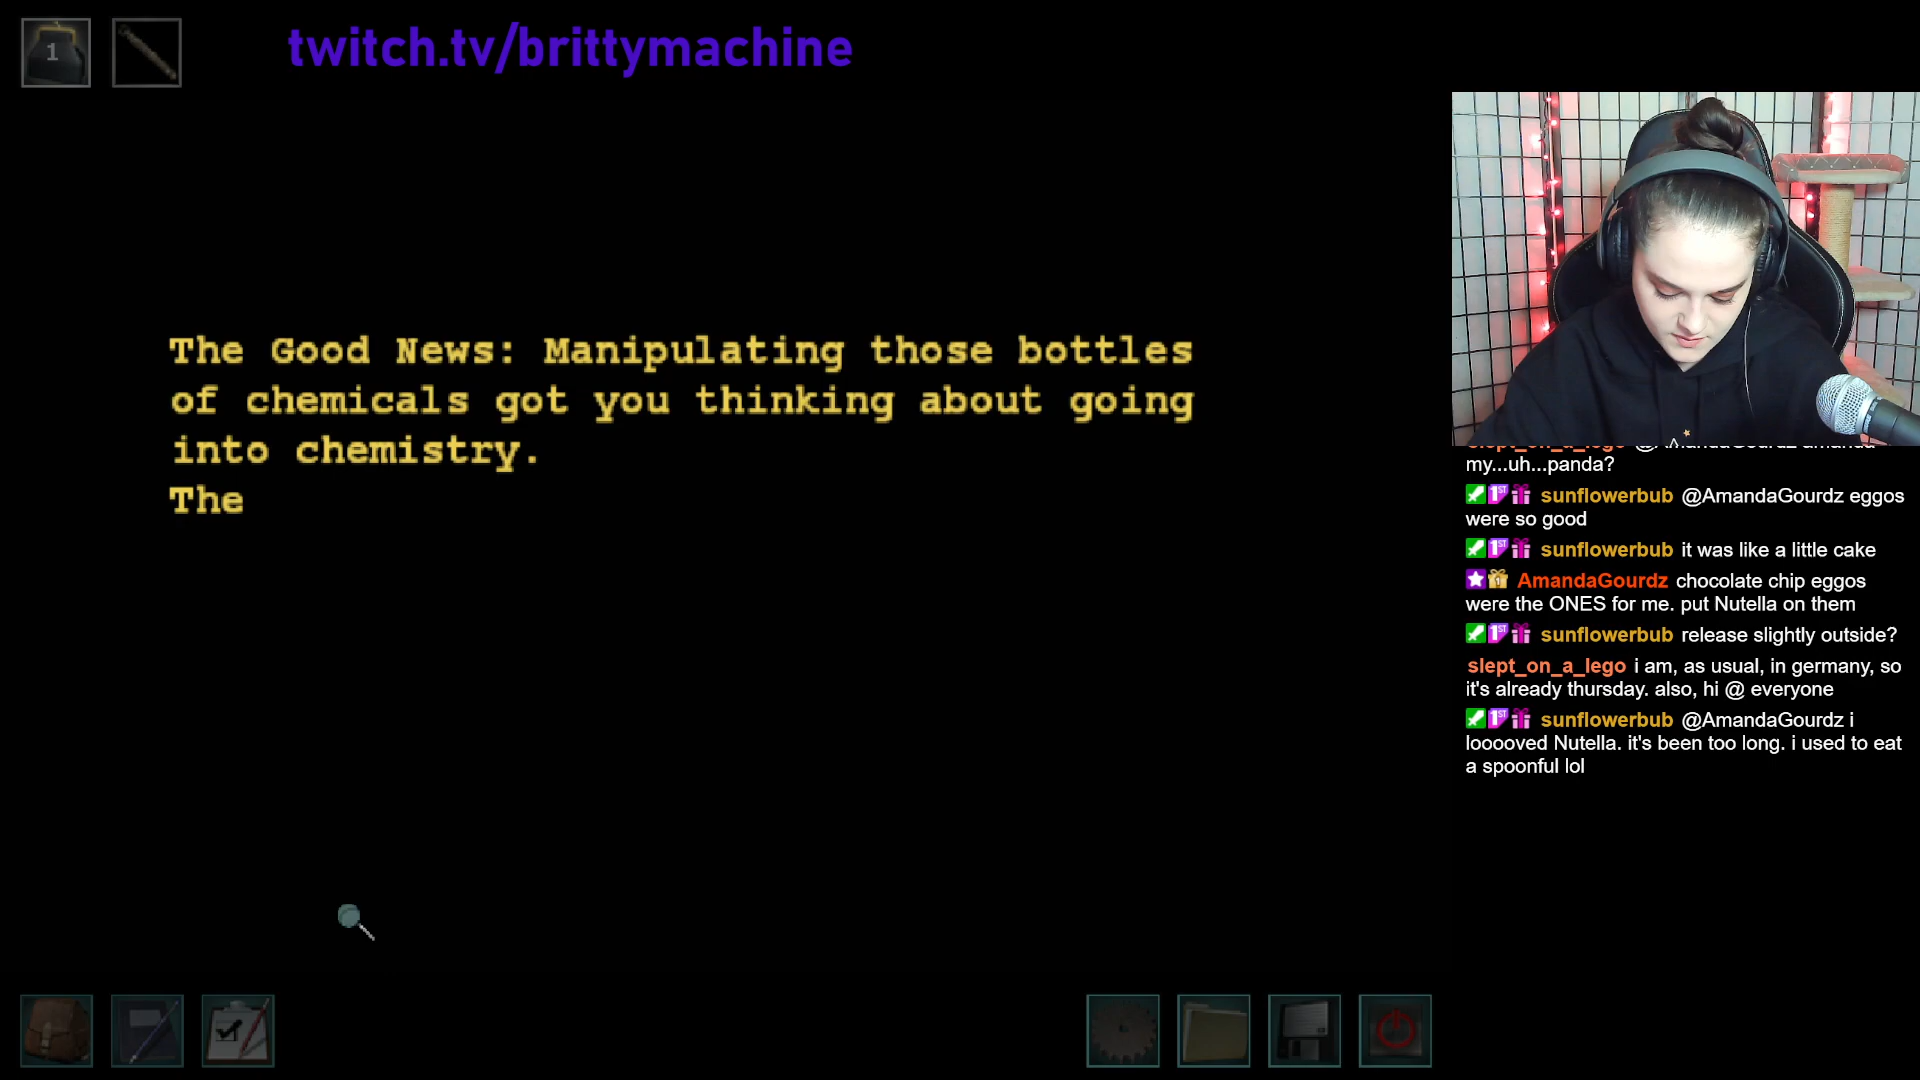 1
twitch.tv/brittymachine
The Good News: Manipulating those bottles
of chemicals got you thinking about going
into chemistry.
The
my...uh...panda?
sunflowerbub @AmandaGourdz eggos
were so good
sunflowerbub it was like a little cake
AmandaGourdz chocolate chip eggos
were the ONES for me. put Nutella on them
sunflowerbub release slightly outside?
slept_on_a_lego i am, as usual, in germany, so
it's already thursday. also, hi @ everyone
sunflowerbub @AmandaGourdz i
looooved Nutella. it's been too long. i used to eat
a spoonful lol